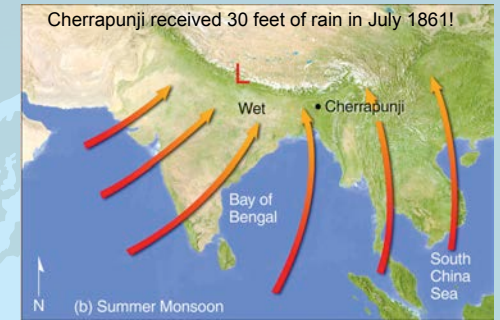 Cherrapunji received 30 feet of rain in July 1861!
L
Wet
Cherrapunji
Bay of
Bengal
South
China
Sea
N
(b) Summer Monsoon